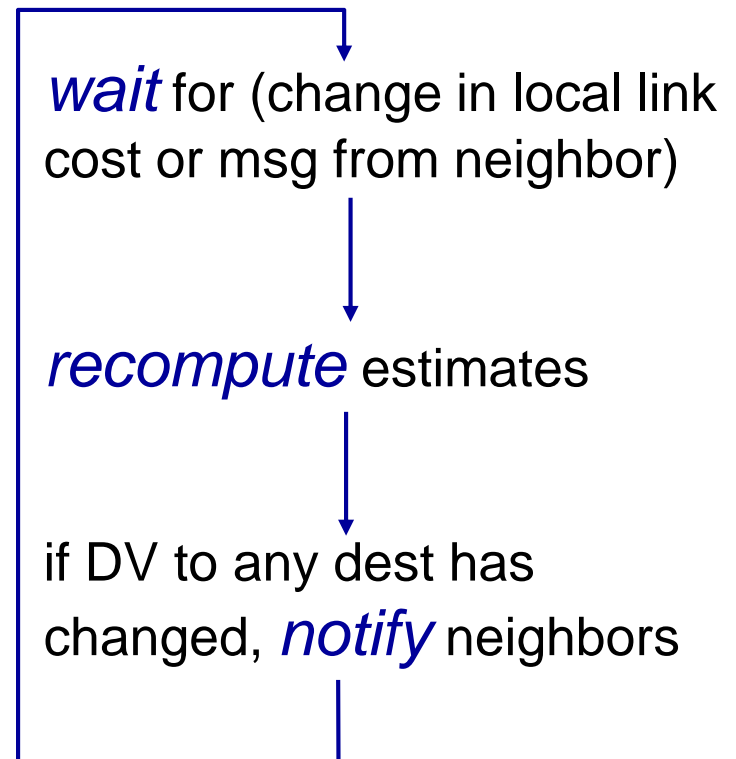 wait for (change in local link
cost or msg from neighbor)
recompute estimates
if DV to any dest has
changed, notify neighbors